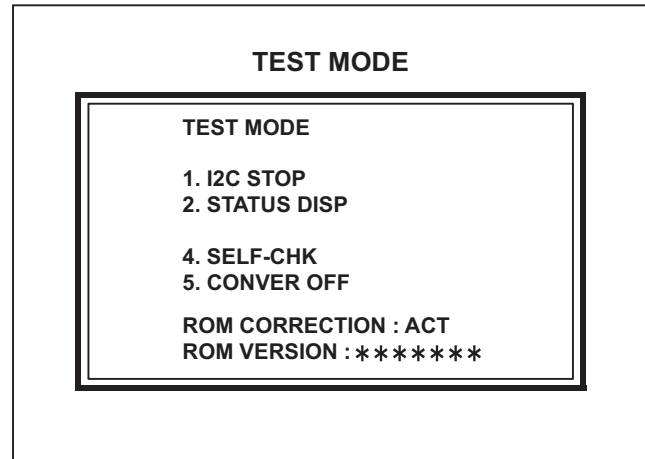 TEST MODE
TEST MODE
1. I2C STOP
2. STATUS DISP
4. SELF-CHK
5. CONVER OFF
ROM CORRECTION : ACT
ROM VERSION : *******